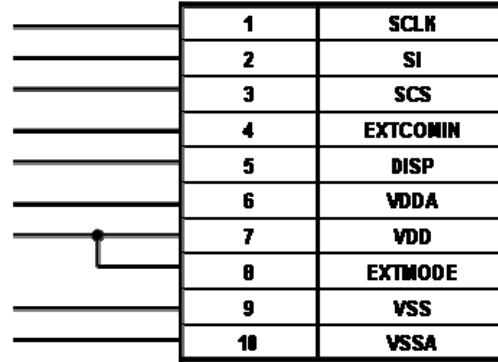 1 SCLK
2 SI
3 SCS
4 EXTCOMIN
5 DISP
6 VDDA
7 VDD
8 EXTMODE
9 VSS
10 VSSA